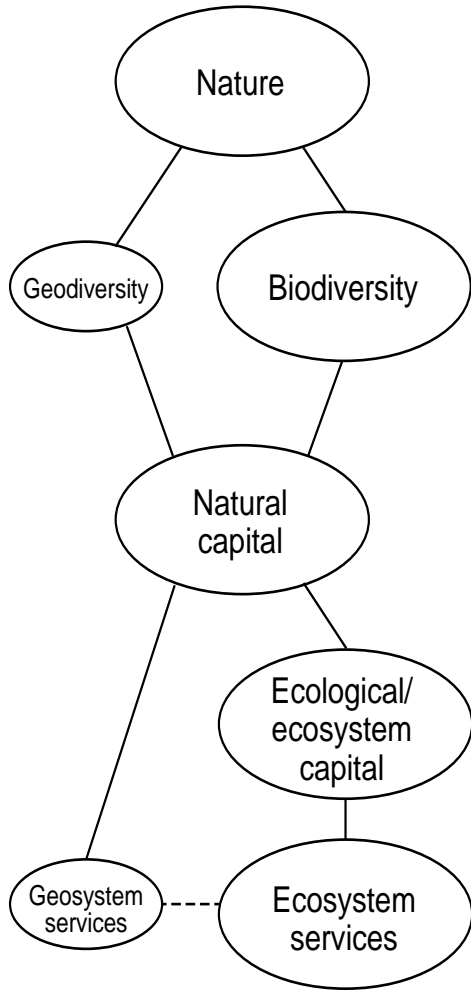 Nature
Geodiversity
Biodiversity
Natural
capital
Ecological/
ecosystem
capital
Geosystem
services
Ecosystem
services